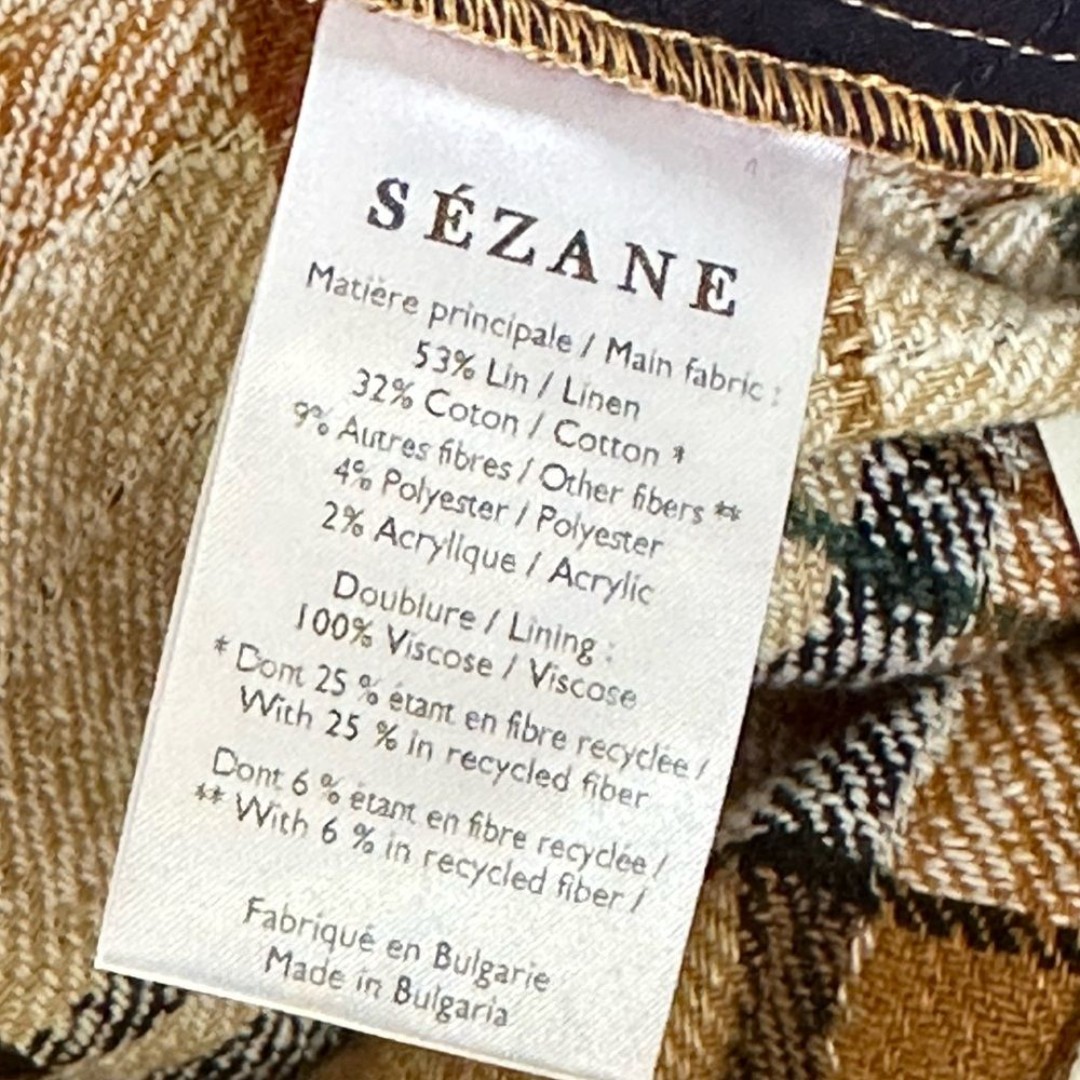 SÉZANE
Matière principale / Main fabric :
53% Lin / Linen
32% Coton / Cotton *
9% Autres fibres / Other fibers **
4% Polyester / Polyester
2% Acrylique / Acrylic
Doublure / Lining :
100% Viscose / Viscose
* Dont 25 % étant en fibre recyclée /
With 25 % in recycled fiber
Dont 6 % étant en fibre recyclée /
** With 6 % in recycled fiber /
Fabriqué en Bulgarie
Made in Bulgaria